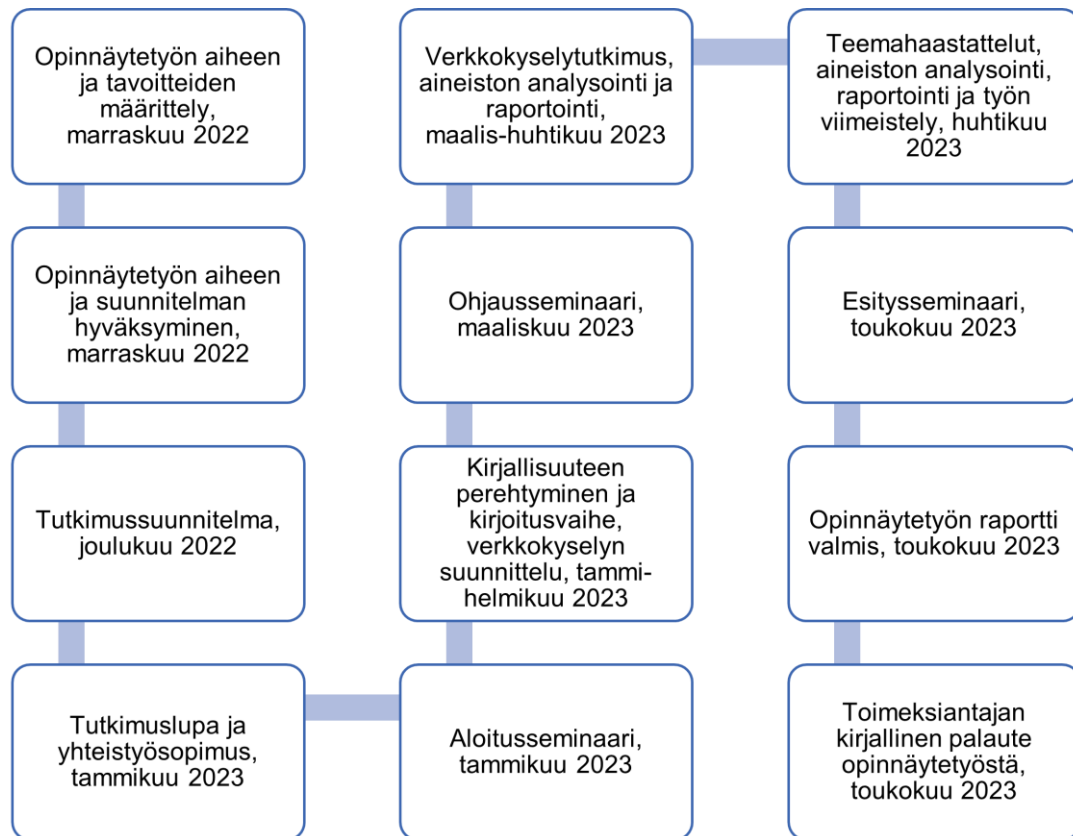 Opinnäytetyön aiheen
ja tavoitteiden
määrittely,
marraskuu 2022
Opinnäytetyön aiheen
ja suunnitelman
hyväksyminen,
marraskuu 2022
Tutkimussuunnitelma,
joulukuu 2022
Tutkimuslupa ja
yhteistyösopimus,
tammikuu 2023
Aloitusseminaari,
tammikuu 2023
Kirjallisuuteen
perehtyminen ja
kirjoitusvaihe,
verkkokyselyn
suunnittelu, tammi-
helmikuu 2023
Ohjausseminaari,
maaliskuu 2023
Verkkokyselytutkimus,
aineiston analysointi ja
raportointi,
maalis-huhtikuu 2023
Teemahaastattelut,
aineiston analysointi,
raportointi ja työn
viimeistely, huhtikuu
2023
Esitysseminaari,
toukokuu 2023
Opinnäytetyön raportti
valmis, toukokuu 2023
Toimeksiantajan
kirjallinen palaute
opinnäytetyöstä,
toukokuu 2023